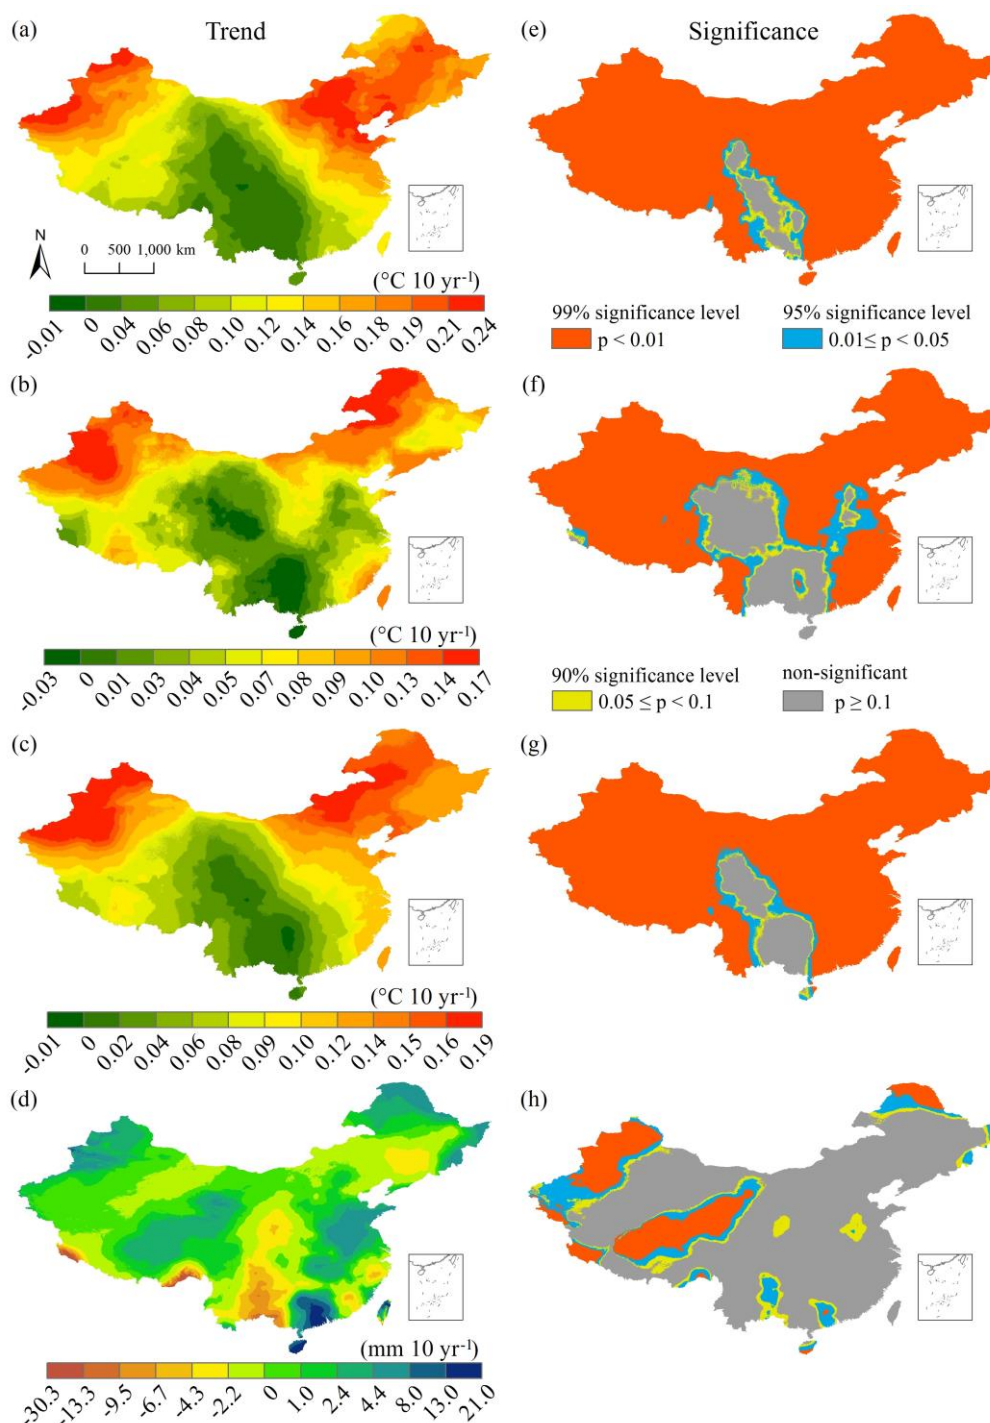 (a) Trend (e) Significance
N
0 500 1,000 km
(°C 10 yr⁻¹)
-0.01 0 0.04 0.06 0.08 0.10 0.12 0.14 0.16 0.18 0.19 0.21 0.24
99% significance level 95% significance level
p < 0.01 0.01≤ p < 0.05
(b) (f)
(°C 10 yr⁻¹)
-0.03 0 0.01 0.03 0.04 0.05 0.07 0.08 0.09 0.10 0.13 0.14 0.17
90% significance level non-significant
0.05 ≤ p < 0.1 p ≥ 0.1
(c) (g)
(°C 10 yr⁻¹)
-0.01 0 0.02 0.04 0.06 0.08 0.09 0.10 0.12 0.14 0.15 0.16 0.19
(d) (h)
(mm 10 yr⁻¹)
-30.3 -13.3 -9.5 -6.7 -4.3 -2.2 0 1.0 2.4 4.4 8.0 13.0 21.0